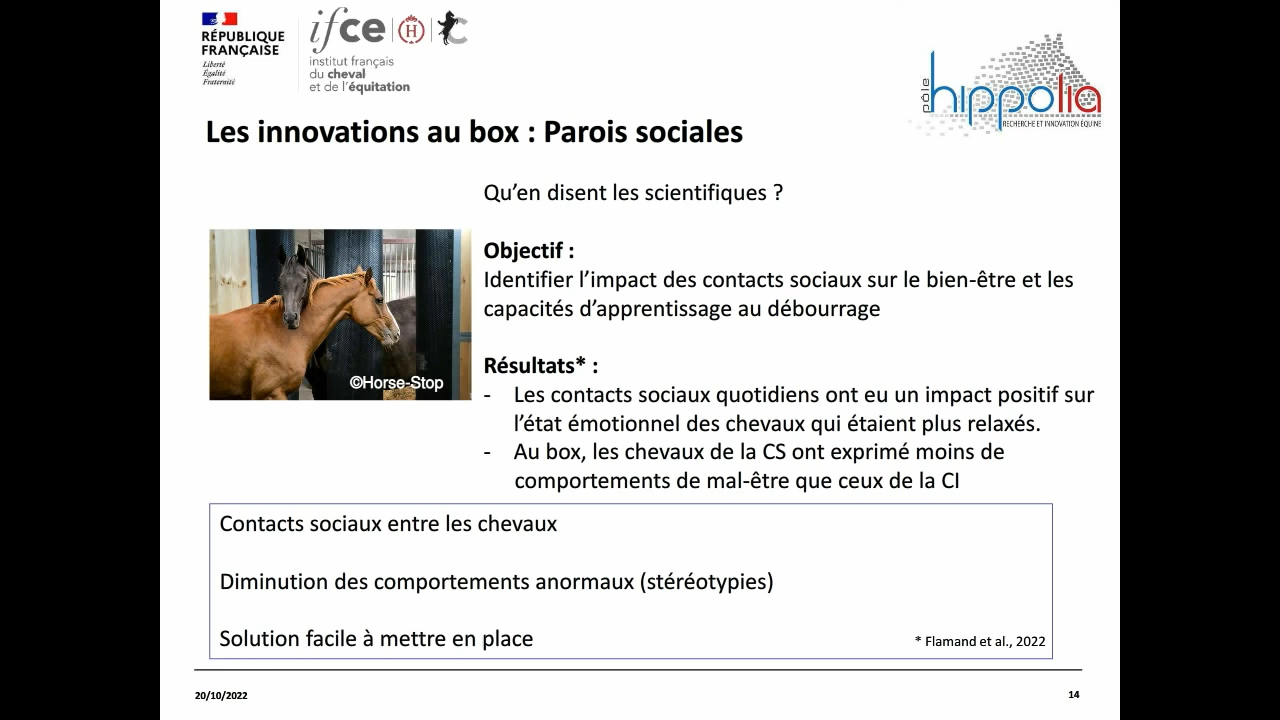 RÉPUBLIQUE
FRANÇAISE
Liberté
Égalité
Fraternité
ifce
institut français
du cheval
et de l'équitation
H
pôle
hippolia
RECHERCHE ET INNOVATION ÉQUINE
Les innovations au box : Parois sociales
Qu'en disent les scientifiques ?
Objectif :
Identifier l'impact des contacts sociaux sur le bien-être et les
capacités d'apprentissage au débourrage
Résultats* :
- Les contacts sociaux quotidiens ont eu un impact positif sur
l'état émotionnel des chevaux qui étaient plus relaxés.
- Au box, les chevaux de la CS ont exprimé moins de
comportements de mal-être que ceux de la CI
©Horse-Stop
Contacts sociaux entre les chevaux
Diminution des comportements anormaux (stéréotypies)
Solution facile à mettre en place
* Flamand et al., 2022
20/10/2022
14